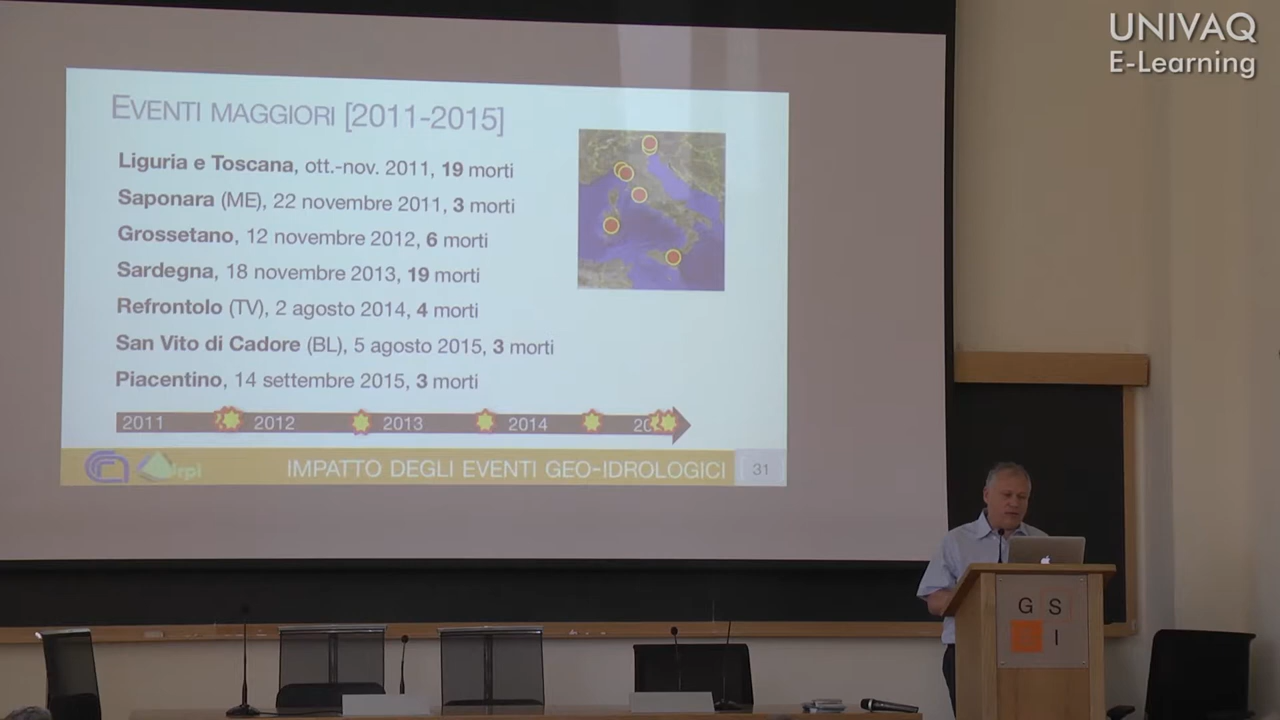 UNIVAQ
E-Learning
EVENTI MAGGIORI [2011-2015]
Liguria e Toscana, ott.-nov. 2011, 19 morti
Saponara (ME), 22 novembre 2011, 3 morti
Grossetano, 12 novembre 2012, 6 morti
Sardegna, 18 novembre 2013, 19 morti
Refrontolo (TV), 2 agosto 2014, 4 morti
San Vito di Cadore (BL), 5 agosto 2015, 3 morti
Piacentino, 14 settembre 2015, 3 morti
2011 2012 2013 2014
irpi IMPATTO DEGLI EVENTI GEO-IDROLOGICI 31
G S
I